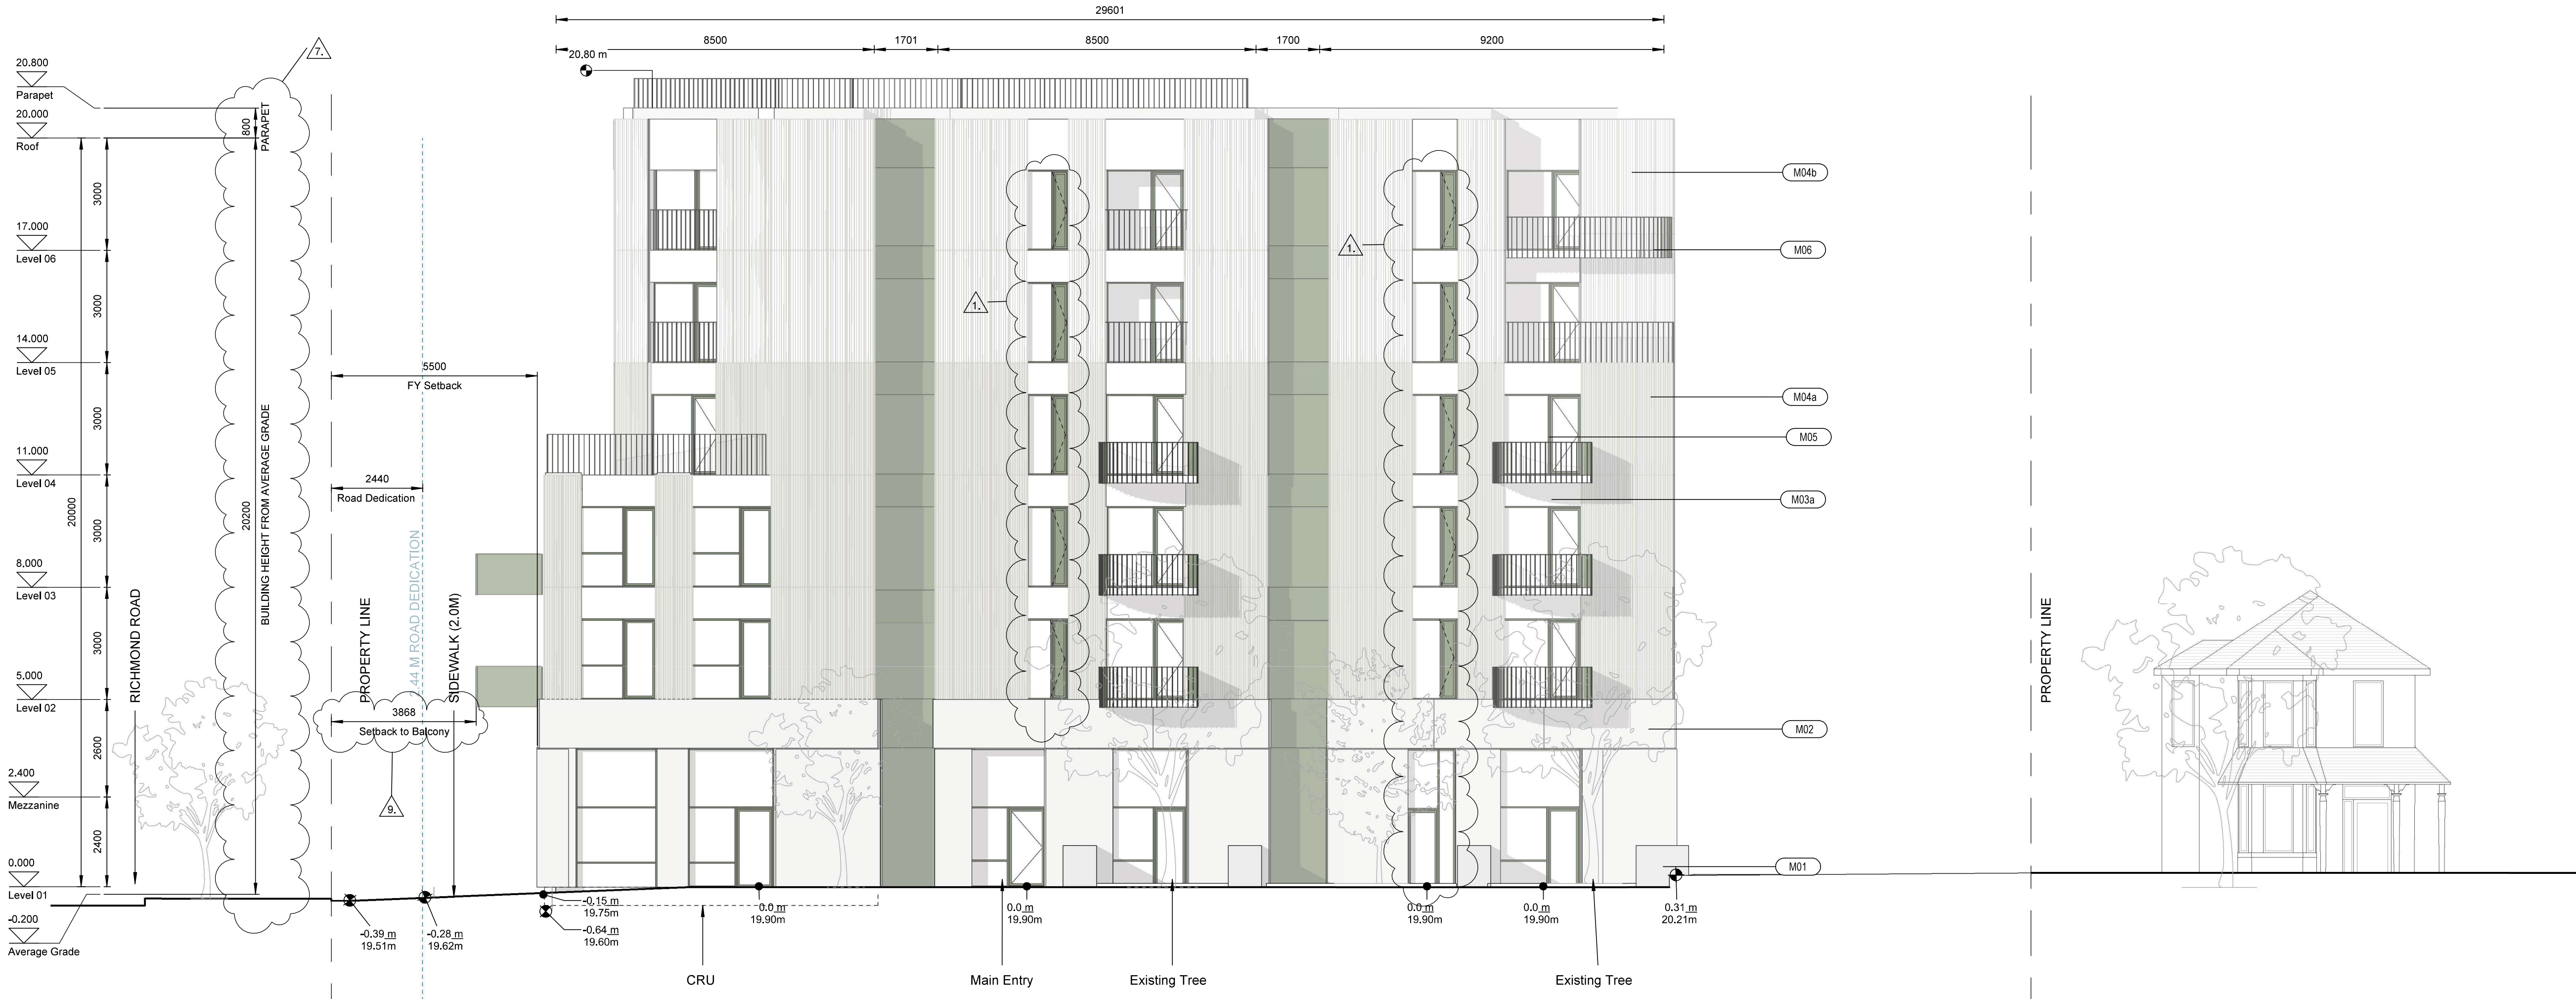 29601
8500
1701
8500
1700
9200
20.80 m
7.
20.800
Parapet
20.000
Roof
17.000
Level 06
14.000
Level 05
11.000
Level 04
8,000
Level 03
5,000
Level 02
2.400
Mezzanine
0.000
Level 01
-0.200
Average Grade
20000
3000
3000
3000
3000
3000
2600
2400
800
PARAPET
20200
BUILDING HEIGHT FROM AVERAGE GRADE
RICHMOND ROAD
5500
FY Setback
2440
Road Dedication
PROPERTY LINE
44 M ROAD DEDICATION
SIDEWALK (2.0M)
3868
Setback to Balcony
9.
1.
1.
M04b
M06
M04a
M05
M03a
M02
M01
PROPERTY LINE
-0.39 m
19.51m
-0.28 m
19.62m
-0.15 m
19.75m
-0.64 m
19.60m
0.0 m
19.90m
0.0 m
19.90m
0.0 m
19.90m
0.0 m
19.90m
0.31 m
20.21m
CRU
Main Entry
Existing Tree
Existing Tree